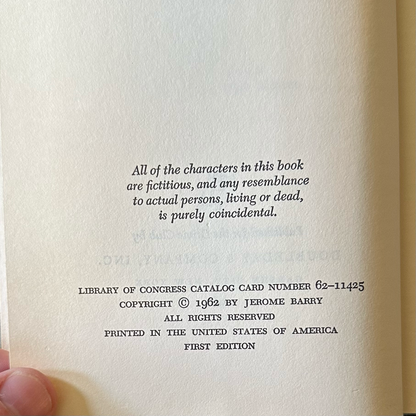 All of the characters in this book
are fictitious, and any resemblance
to actual persons, living or dead,
is purely coincidental.
LIBRARY OF CONGRESS CATALOG CARD NUMBER 62–11425
COPYRIGHT © 1962 BY JEROME BARRY
ALL RIGHTS RESERVED
PRINTED IN THE UNITED STATES OF AMERICA
FIRST EDITION